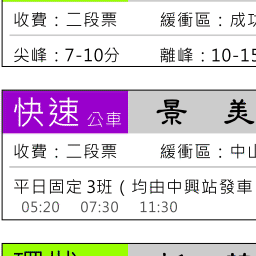 收費：二段票 緩衝區：成功
尖峰：7-10分 離峰：10-15
快速 公車 景 美
收費：二段票 緩衝區：中山
平日固定 3班（均由中興站發車
05:20 07:30 11:30